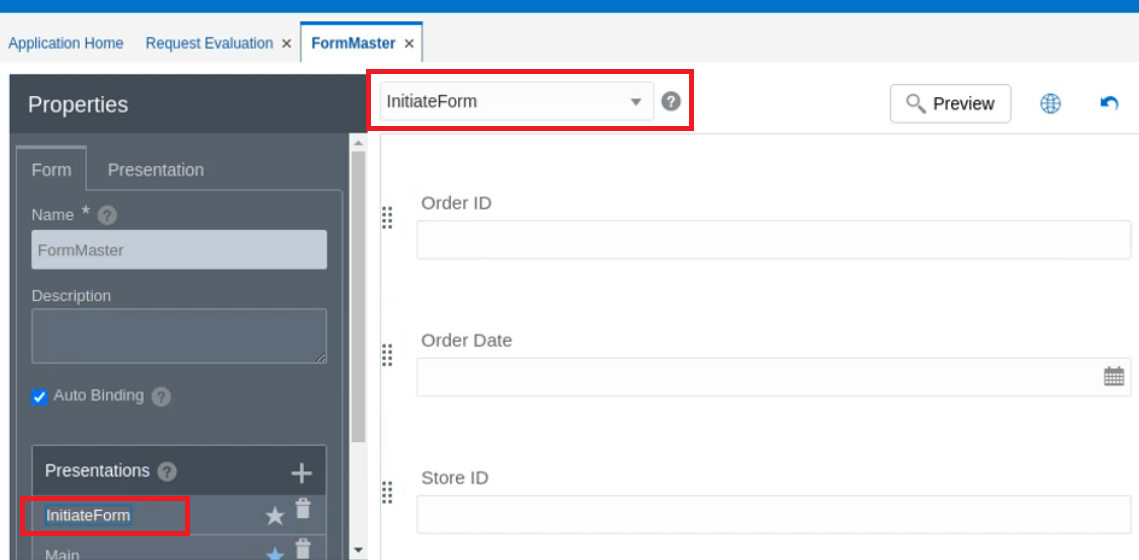 Application Home Request Evaluation × FormMaster ×
Properties
InitiateForm ?
Preview
Form Presentation
Name * ?
FormMaster
Description
Auto Binding ?
Presentations ? +
InitiateForm
Main
Order ID
Order Date
Store ID